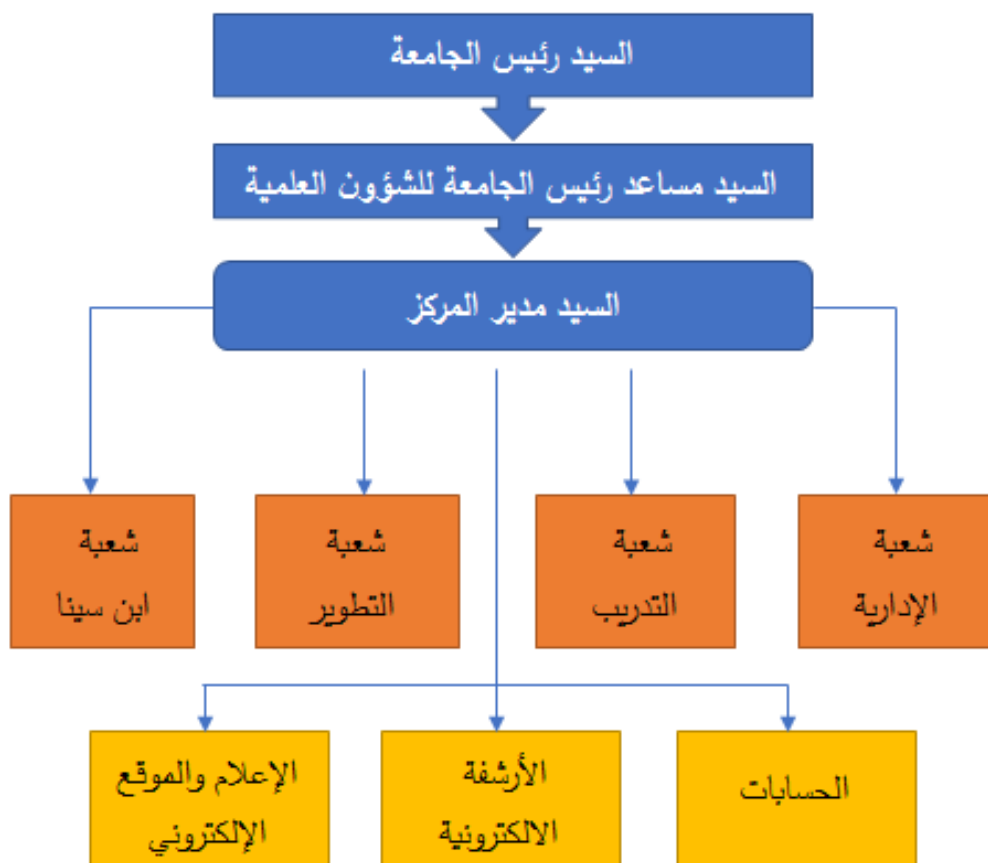 السيد رئيس الجامعة
السيد مساعد رئيس الجامعة للشؤون العلمية
السيد مدير المركز
شعبة
الإدارية
شعبة
التدريب
شعبة
التطوير
شعبة
ابن سينا
الحسابات
الأرشفة
الالكترونية
الإعلام والموقع
الإلكتروني